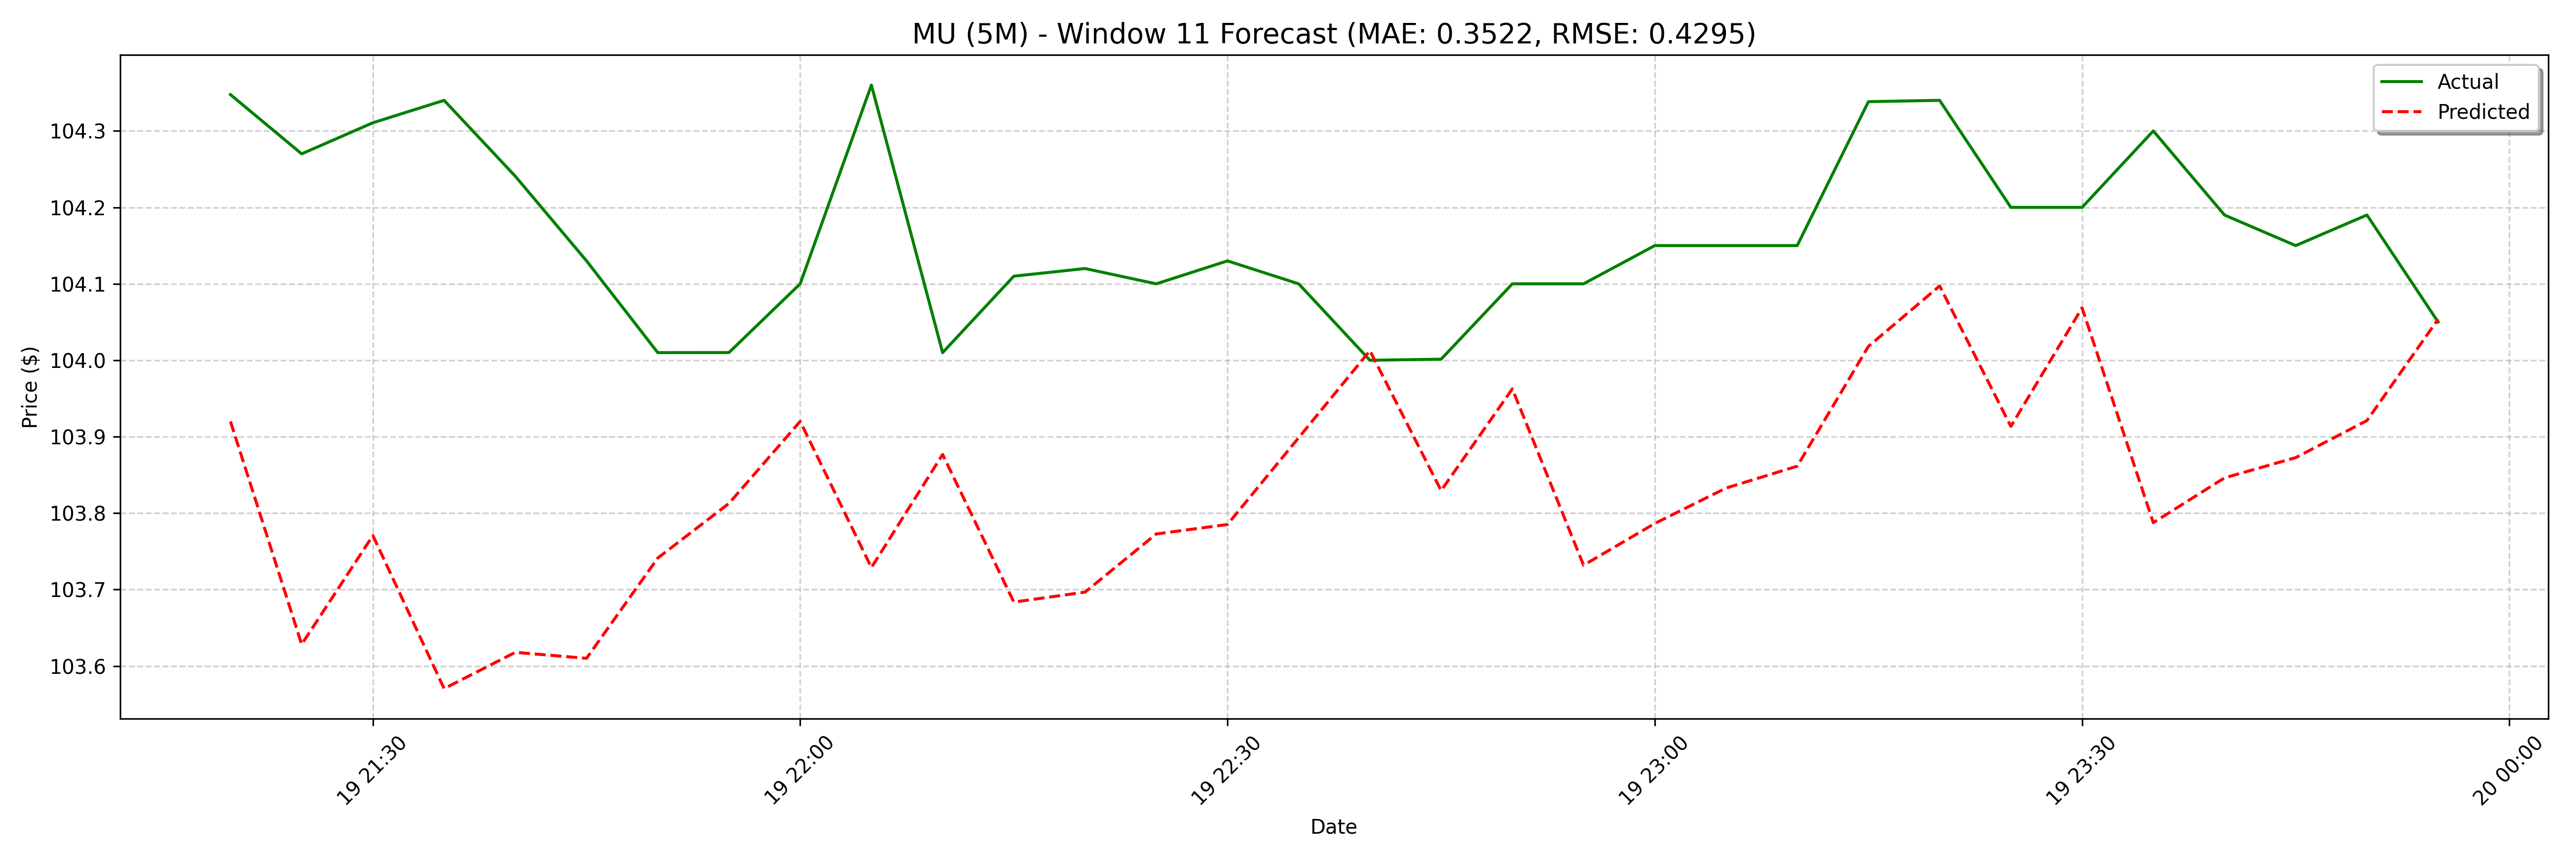 MU (5M) - Window 11 Forecast (MAE: 0.3522, RMSE: 0.4295)
Actual
Predicted
104.3
104.2
104.1
104.0
103.9
103.8
103.7
103.6
Price ($)
19 21:30
19 22:00
19 22:30
19 23:00
19 23:30
20 00:00
Date